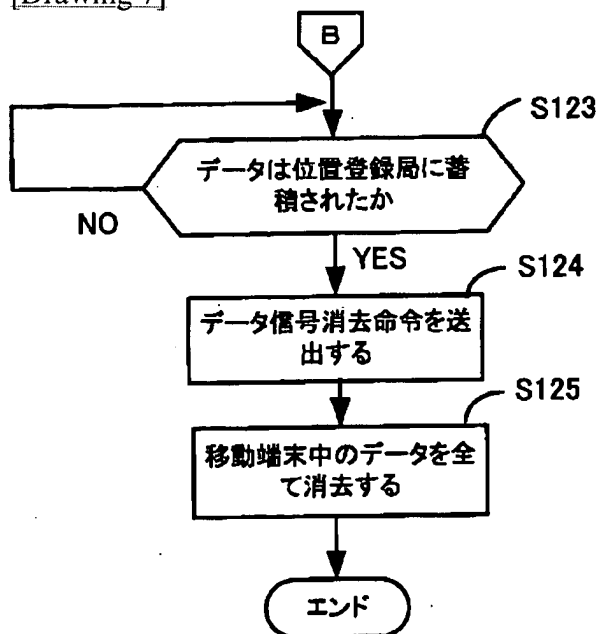 [Drawing 7]
B
S123
データは位置登録局に蓄
積されたか
NO
YES
S124
データ信号消去命令を送
出する
S125
移動端末中のデータを全
て消去する
エンド